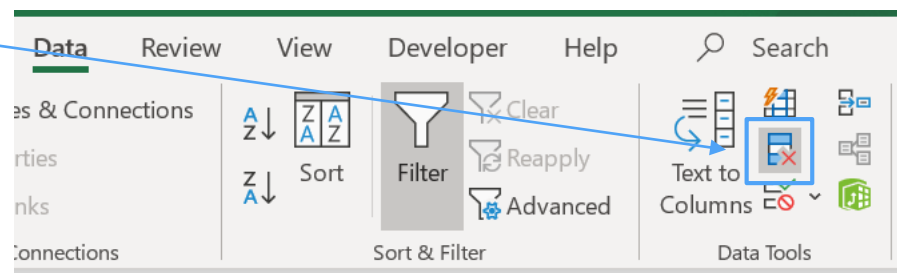 Data Review View Developer Help Search
es & Connections
Clear
Sort
Filter
Reapply
Text to
Columns
rties
nks
Advanced
Connections
Sort & Filter
Data Tools